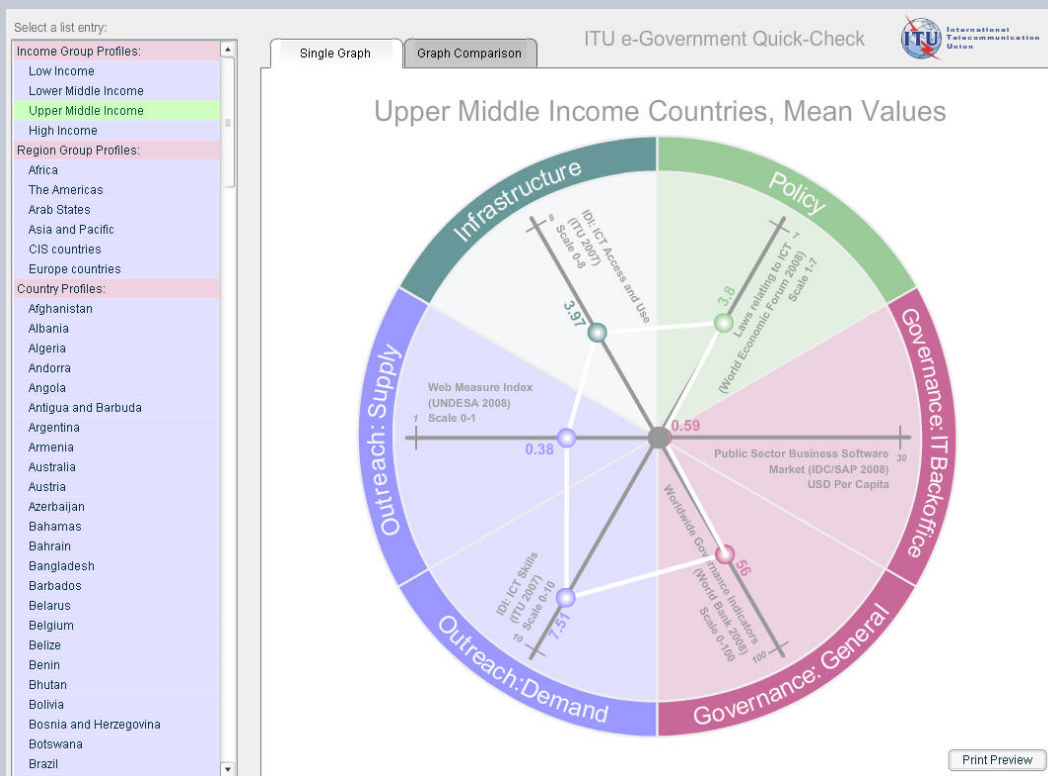 Select a list entry:
Income Group Profiles:
Low Income
Lower Middle Income
Upper Middle Income
High Income
Region Group Profiles:
Africa
The Americas
Arab States
Asia and Pacific
CIS countries
Europe countries
Country Profiles:
Afghanistan
Albania
Algeria
Andorra
Angola
Antigua and Barbuda
Argentina
Armenia
Australia
Austria
Azerbaijan
Bahamas
Bahrain
Bangladesh
Barbados
Belarus
Belgium
Belize
Benin
Bhutan
Bolivia
Bosnia and Herzegovina
Botswana
Brazil
Single Graph
Graph Comparison
ITU e-Government Quick-Check
ITU
International
Telecommunication
Union
Upper Middle Income Countries, Mean Values
Infrastructure
8
IDI: ICT Access and Use
(ITU 2007)
Scale 0-8
3.97
Policy
7
Laws relating to ICT
(World Economic Forum 2008)
Scale 1-7
3.8
Governance: IT Backoffice
0.59
Public Sector Business Software
Market (IDC/SAP 2008)
USD Per Capita
30
Governance: General
Worldwide Governance Indicators
(World Bank 2008)
Scale 0-100
56
100
Outreach:Demand
IDI: ICT Skills
(ITU 2007)
Scale 0-10
10
7.51
Outreach: Supply
Web Measure Index
(UNDESA 2008)
Scale 0-1
1
0.38
Print Preview